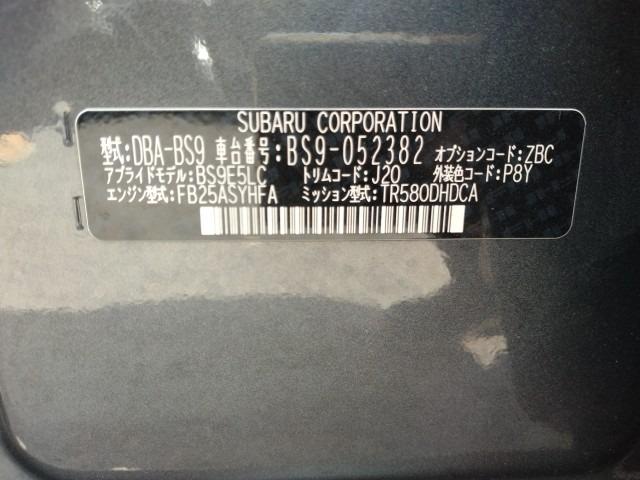 SUBARU CORPORATION
型式:DBA-BS9 車台番号:BS9-052382 オプションコード:ZBC
アプライドモデル:BS9E5LC トリムコード:J20 外装色コード:P8Y
エンジン型式:FB25ASYHFA ミッション型式:TR580DHDCA